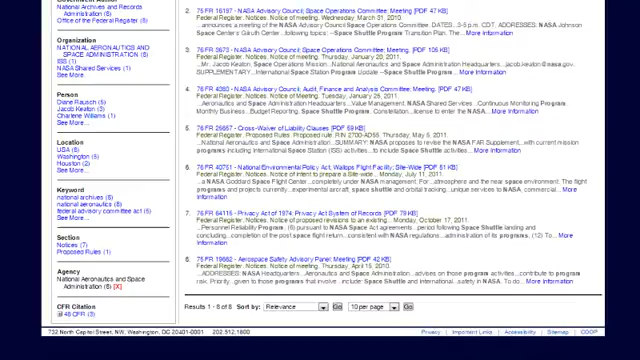 National Archives and Records
Administration (8)
Office of the Federal Register (8)
Organization
NATIONAL AERONAUTICS AND
SPACE ADMINISTRATION (8)
ISS (1)
NASA Shared Services (1)
See More...
Person
Diane Rausch (5)
Jacob Keaton (3)
Charlene Williams (1)
See More...
Location
USA (8)
Washington (5)
Houston (2)
See More...
Keyword
national archives (8)
national aeronautics (8)
federal advisory committee act (5)
See More...
Section
Notices (7)
Proposed Rules (1)
Agency
National Aeronautics and Space
Administration (8) [X]
CFR Citation
48 CFR (3)
2. 75 FR 16197 - NASA Advisory Council; Space Operations Committee; Meeting [PDF 47 KB]
Federal Register. Notices. Notice of meeting. Wednesday, March 31, 2010.
...announces a meeting of the NASA Advisory Council Space Operations Committee. DATES...3-5 p.m. CDT. ADDRESSES: NASA Johnson
Space Center's Gilruth Center...following topics: --Space Shuttle Program Transition Plan. The... More Information
3. 76 FR 3673 - NASA Advisory Council; Space Operations Committee; Meeting
Federal Register. Notices. Notice of meeting. Thursday, January 20, 2011.
...Mr. Jacob Keaton, Space Operations Mission...National Aeronautics and Space Administration Headquarters...jacob.keaton@nasa.gov.
SUPPLEMENTARY...International Space Station Program Update --Space Shuttle Program... More Information
4. NASA Advisory Council; Audit, Finance and Analysis Committee; Meeting. [PDF 47 KB]
Federal Register. Notices. Notice of meeting. January 2011.
...Aeronautics and Space Administration Headquarters...Value Management. NASA Shared Services...Continuous Monitoring Program.
Monthly Business...Budget Reporting. Space Shuttle Program. Constellation...license to enter the NASA... More Information
5. 76 FR 25657 - Cross-Waiver of Liability Clauses [PDF 59 KB]
Federal Register. Proposed Rules. Proposed rule. RIN 2700-AD55. Thursday, May 5, 2011.
...National Aeronautics and Space Administration...SUMMARY: NASA proposes to revise the NASA FAR Supplement...with current mission
programs including International Space Station activities...to include Space Shuttle activities... More Information
6. 76 FR 40751 - National Environmental Policy Act; Wallops Flight Facility; Site-Wide [PDF 51 KB]
Federal Register. Notices. Notice of intent to prepare a Site-wide... Monday, July 11, 2011.
...a NASA Goddard Space Flight Center...completely under NASA management. For...atmosphere and the near space environment. The flight
programs and projects currently...experimental aircraft, space shuttle and orbital tracking...unique services to NASA, commercial... More
Information
7. 76 FR 64115 - Privacy Act of 1974; Privacy Act System of Records [PDF 79 KB]
Federal Register. Notices. Notice of proposed revisions to an existing... Monday, October 17, 2011.
...Personnel Reliability Program, (6) pursuant to NASA Space Act agreements...period following Space Shuttle landing and
concluding...completion of the post space flight return...consistent with NASA regulations...administration of its programs, (12) To... More
Information
8. 75 FR 19662 - Aerospace Safety Advisory Panel; Meeting [PDF 42 KB]
Federal Register. Notices. Notice of meeting. Thursday, April 15, 2010.
...ADDRESSES: NASA Headquarters...Aeronautics and Space Administration...advises on those program activities...contribute to program
risk. Priority...given to those programs that involve...include: Space Shuttle and International...safety in NASA. To do... More Information
Results 1 - 8 of 8 Sort by: Relevance Go 10 per page Go
732 North Capitol Street, NW, Washington, DC 20401-0001 202.512.1800 Privacy | Important Links | Accessibility | Sitemap | COOP